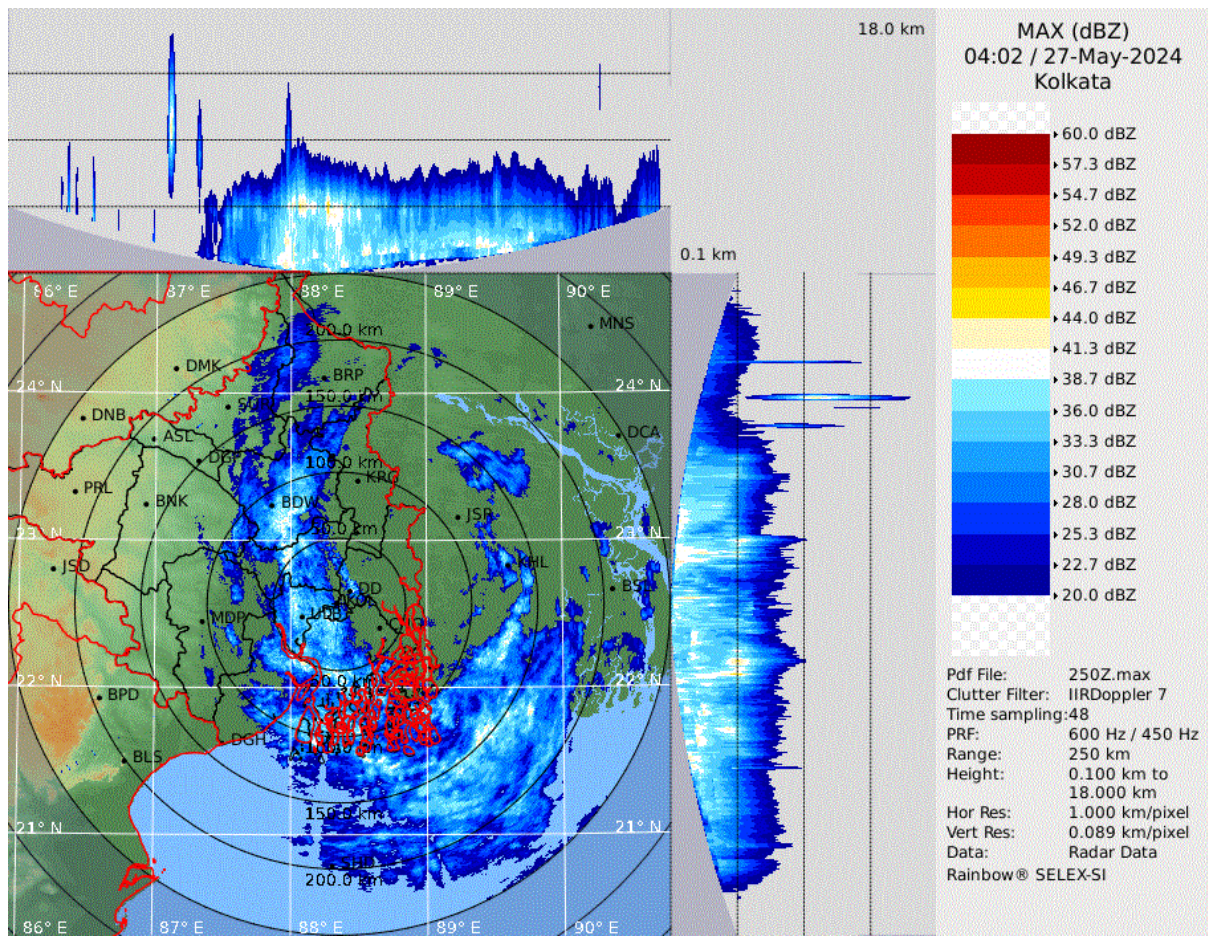 18.0 km
0.1 km
MAX (dBZ)
04:02 / 27-May-2024
Kolkata
60.0 dBZ
57.3 dBZ
54.7 dBZ
52.0 dBZ
49.3 dBZ
46.7 dBZ
44.0 dBZ
41.3 dBZ
38.7 dBZ
36.0 dBZ
33.3 dBZ
30.7 dBZ
28.0 dBZ
25.3 dBZ
22.7 dBZ
20.0 dBZ
Pdf File: 250Z.max
Clutter Filter: IIRDoppler 7
Time sampling:48
PRF: 600 Hz / 450 Hz
Range: 250 km
Height: 0.100 km to
18.000 km
Hor Res: 1.000 km/pixel
Vert Res: 0.089 km/pixel
Data: Radar Data
Rainbow® SELEX-SI
86° E 87° E 88° E 89° E 90° E
MNS
200.0 km
DMK
BRP
24° N 24° N
150.0 km
DNB
DCA
ASL
100.0 km
KRG
PRL
BNK
BDW
JSR
23° N 23° N
KHL
JSD
DD
MDP
22° N 22° N
BPD
DGH
BLS
150.0 km
21° N 21° N
200.0 km
86° E 87° E 88° E 89° E 90° E